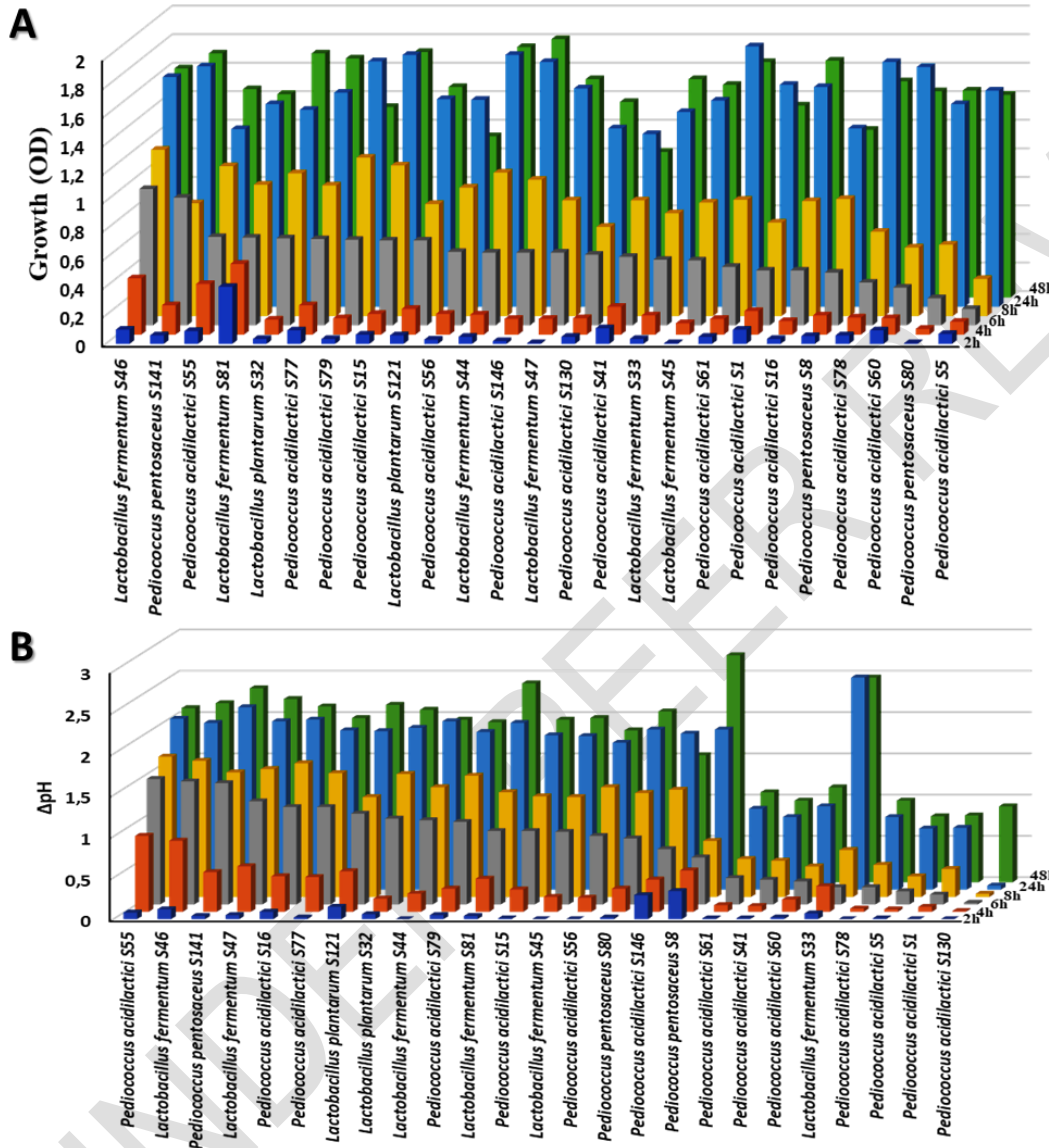 A
Growth (OD)
2
1,8
1,6
1,4
1,2
1
0,8
0,6
0,4
0,2
0
48h
24h
8h
6h
4h
2h
Lactobacillus fermentum S46
Pediococcus pentosaceus S141
Pediococcus acidilactici S55
Lactobacillus fermentum S81
Lactobacillus plantarum S32
Pediococcus acidilactici S77
Pediococcus acidilactici S79
Pediococcus acidilactici S15
Lactobacillus plantarum S121
Pediococcus acidilactici S56
Lactobacillus fermentum S44
Pediococcus acidilactici S146
Lactobacillus fermentum S47
Pediococcus acidilactici S130
Pediococcus acidilactici S41
Lactobacillus fermentum S33
Lactobacillus fermentum S45
Pediococcus acidilactici S61
Pediococcus acidilactici S1
Pediococcus acidilactici S16
Pediococcus pentosaceus S8
Pediococcus acidilactici S78
Pediococcus acidilactici S60
Pediococcus pentosaceus S80
Pediococcus acidilactici S5
B
ΔpH
3
2,5
2
1,5
1
0,5
0
48h
24h
8h
6h
4h
2h
Pediococcus acidilactici S55
Lactobacillus fermentum S46
Pediococcus pentosaceus S141
Lactobacillus fermentum S47
Pediococcus acidilactici S16
Pediococcus acidilactici S77
Lactobacillus plantarum S121
Lactobacillus plantarum S32
Lactobacillus fermentum S44
Pediococcus acidilactici S79
Lactobacillus fermentum S81
Pediococcus acidilactici S15
Lactobacillus fermentum S45
Pediococcus acidilactici S56
Pediococcus pentosaceus S80
Pediococcus acidilactici S146
Pediococcus pentosaceus S8
Pediococcus acidilactici S61
Pediococcus acidilactici S41
Pediococcus acidilactici S60
Lactobacillus fermentum S33
Pediococcus acidilactici S78
Pediococcus acidilactici S5
Pediococcus acidilactici S1
Pediococcus acidilactici S130